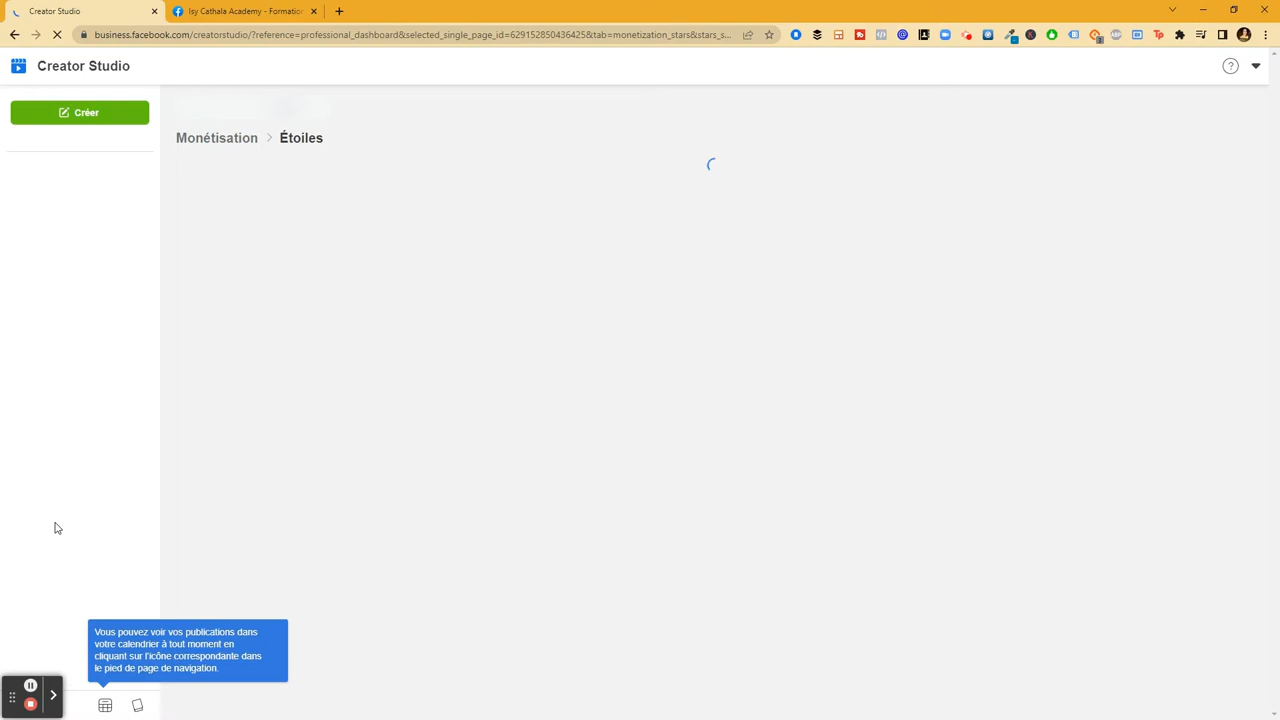 Creator Studio
Isy Cathala Academy - Formation
business.facebook.com/creatorstudio/?reference=professional_dashboard&selected_single_page_id=629152850436425&tab=monetization_stars&stars_s...
Creator Studio
Créer
Monétisation > Étoiles
Vous pouvez voir vos publications dans
votre calendrier à tout moment en
cliquant sur l'icône correspondante dans
le pied de page de navigation.